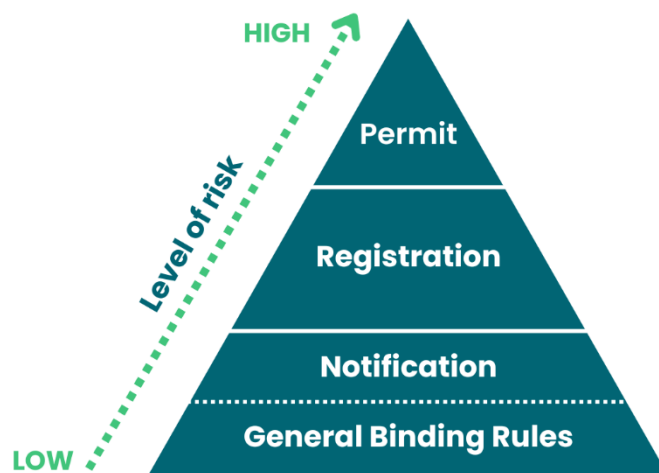 HIGH
Permit
Level of risk
Registration
Notification
General Binding Rules
LOW